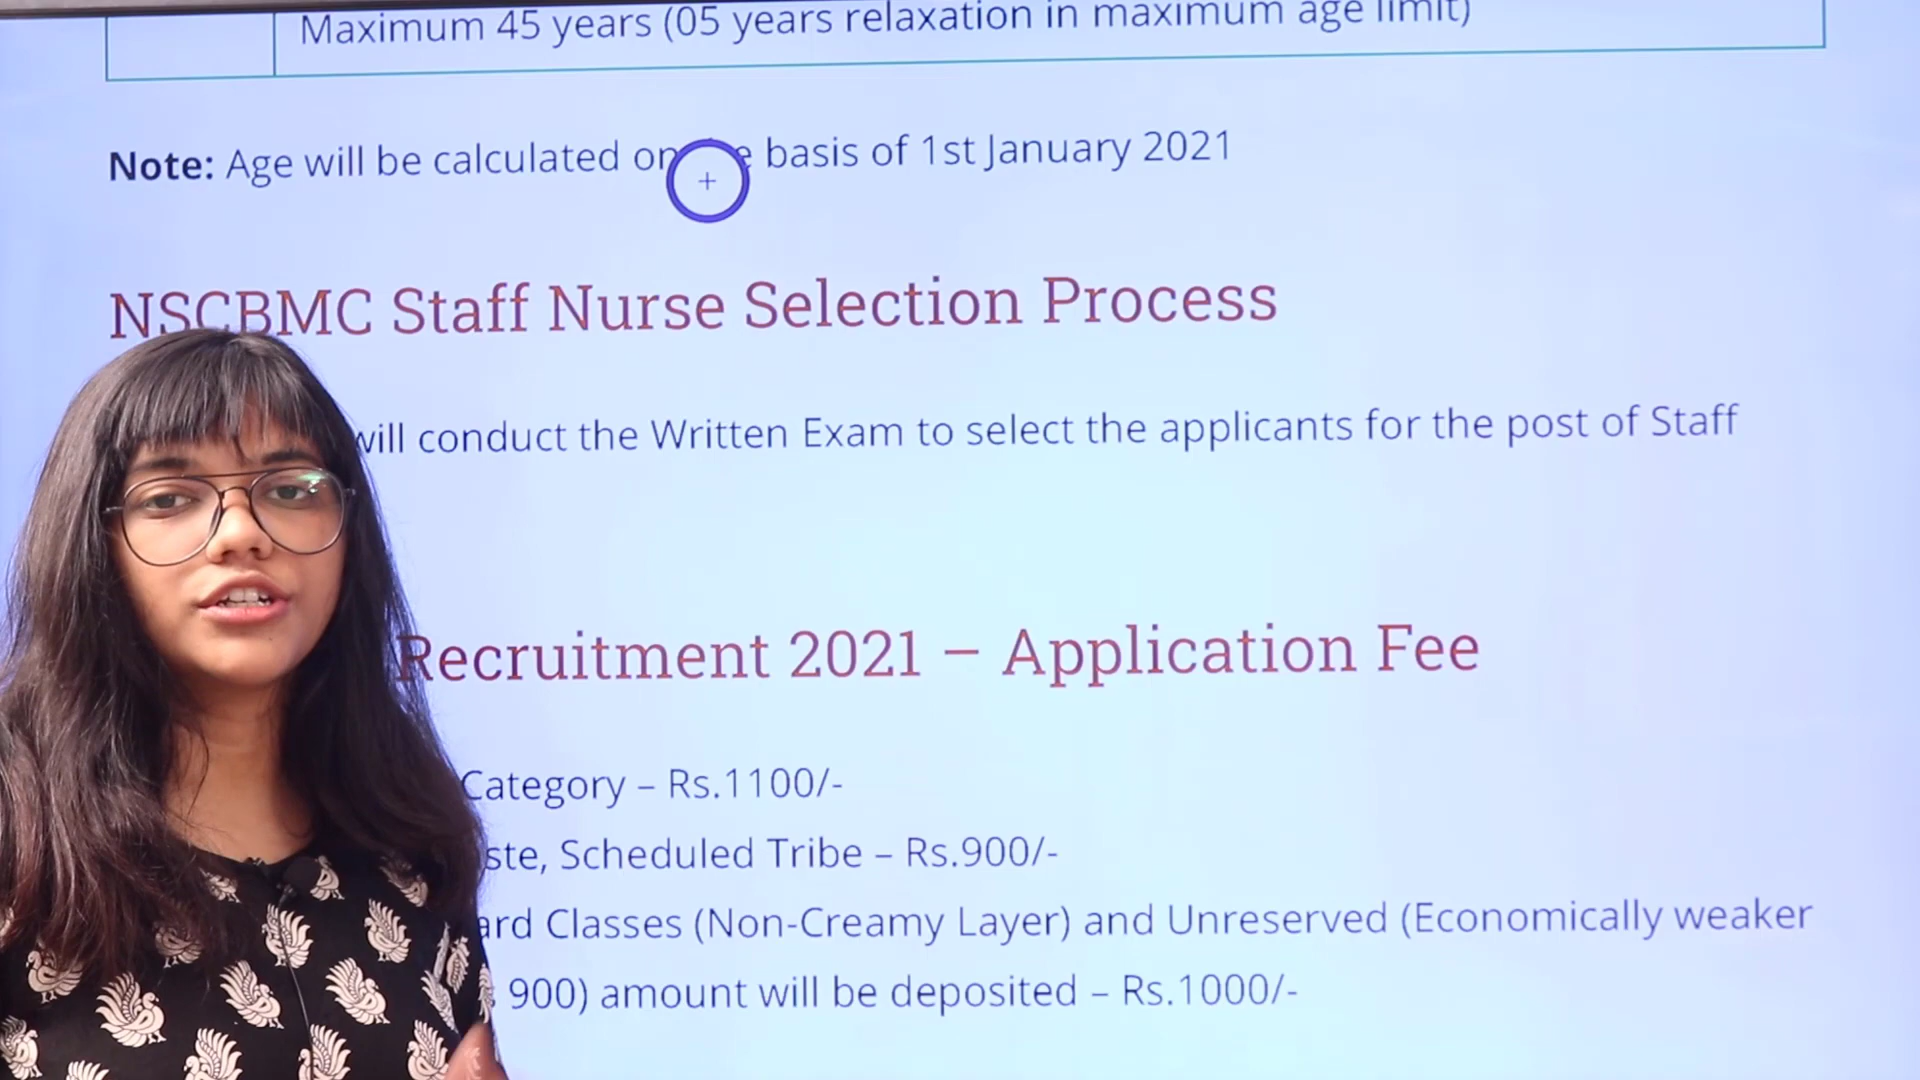 Maximum 45 years (05 years relaxation in maximum age limit)
Note: Age will be calculated on basis of 1st January 2021
NSCBMC Staff Nurse Selection Process
will conduct the Written Exam to select the applicants for the post of Staff
Recruitment 2021 – Application Fee
Category – Rs.1100/-
Scheduled Tribe – Rs.900/-
Classes (Non-Creamy Layer) and Unreserved (Economically weaker
900) amount will be deposited – Rs.1000/-